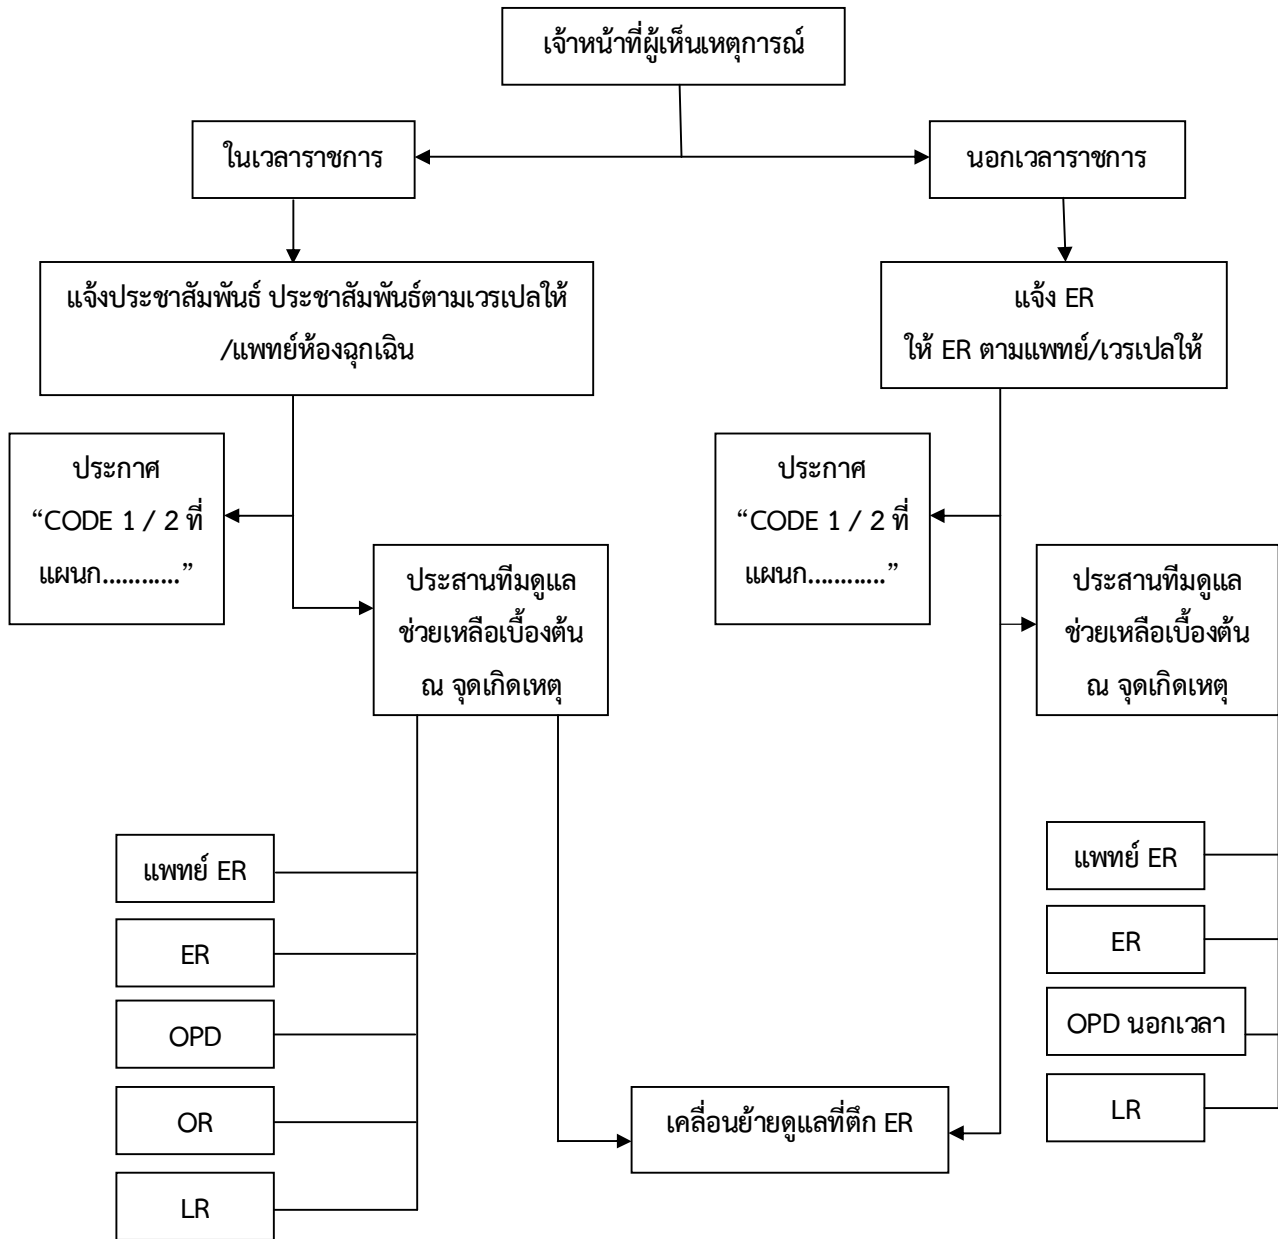 เจ้าหน้าที่ผู้เห็นเหตุการณ์
ในเวลาราชการ
นอกเวลาราชการ
แจ้งประชาสัมพันธ์ ประชาสัมพันธ์ตามเวรเปลให้
/แพทย์ห้องฉุกเฉิน
แจ้ง ER
ให้ ER ตามแพทย์/เวรเปลให้
ประกาศ
“CODE 1 / 2 ที่
แผนก............”
ประสานทีมดูแล
ช่วยเหลือเบื้องต้น
ณ จุดเกิดเหตุ
ประกาศ
“CODE 1 / 2 ที่
แผนก............”
ประสานทีมดูแล
ช่วยเหลือเบื้องต้น
ณ จุดเกิดเหตุ
แพทย์ ER
ER
OPD
OR
LR
เคลื่อนย้ายดูแลที่ตึก ER
แพทย์ ER
ER
OPD นอกเวลา
LR